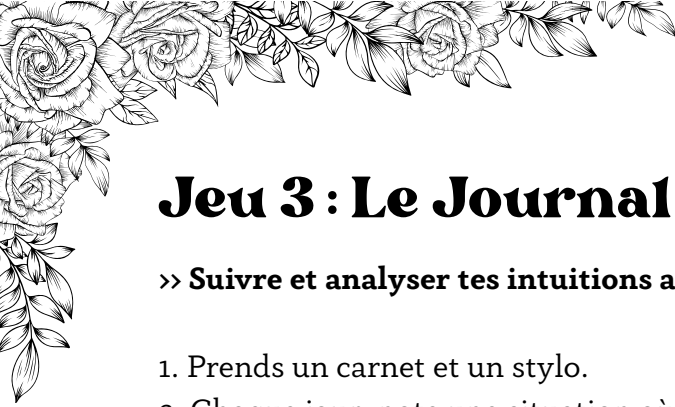 Jeu 3 : Le Journal
>> Suivre et analyser tes intuitions a
1. Prends un carnet et un stylo.